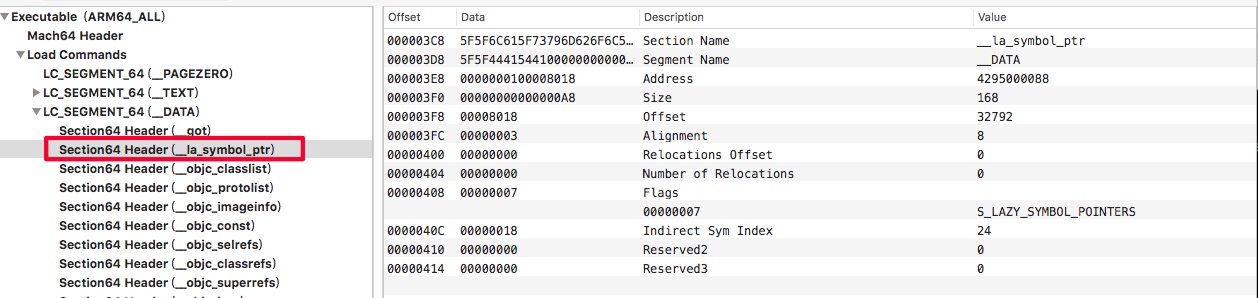 Executable (ARM64_ALL)
Mach64 Header
Load Commands
LC_SEGMENT_64 (__PAGEZERO)
LC_SEGMENT_64 (__TEXT)
LC_SEGMENT_64 (__DATA)
Section64 Header (__got)
Section64 Header (__la_symbol_ptr)
Section64 Header (__objc_classlist)
Section64 Header (__objc_protolist)
Section64 Header (__objc_imageinfo)
Section64 Header (__objc_const)
Section64 Header (__objc_selrefs)
Section64 Header (__objc_classrefs)
Section64 Header (__objc_superrefs)
Offset Data Description Value
000003C8 5F5F6C615F73796D626F6C5… Section Name __la_symbol_ptr
000003D8 5F5F4441544100000000000… Segment Name __DATA
000003E8 0000000100008018 Address 4295000088
000003F0 00000000000000A8 Size 168
000003F8 00008018 Offset 32792
000003FC 00000003 Alignment 8
00000400 00000000 Relocations Offset 0
00000404 00000000 Number of Relocations 0
00000408 00000007 Flags
00000007 S_LAZY_SYMBOL_POINTERS
0000040C 00000018 Indirect Sym Index 24
00000410 00000000 Reserved2 0
00000414 00000000 Reserved3 0